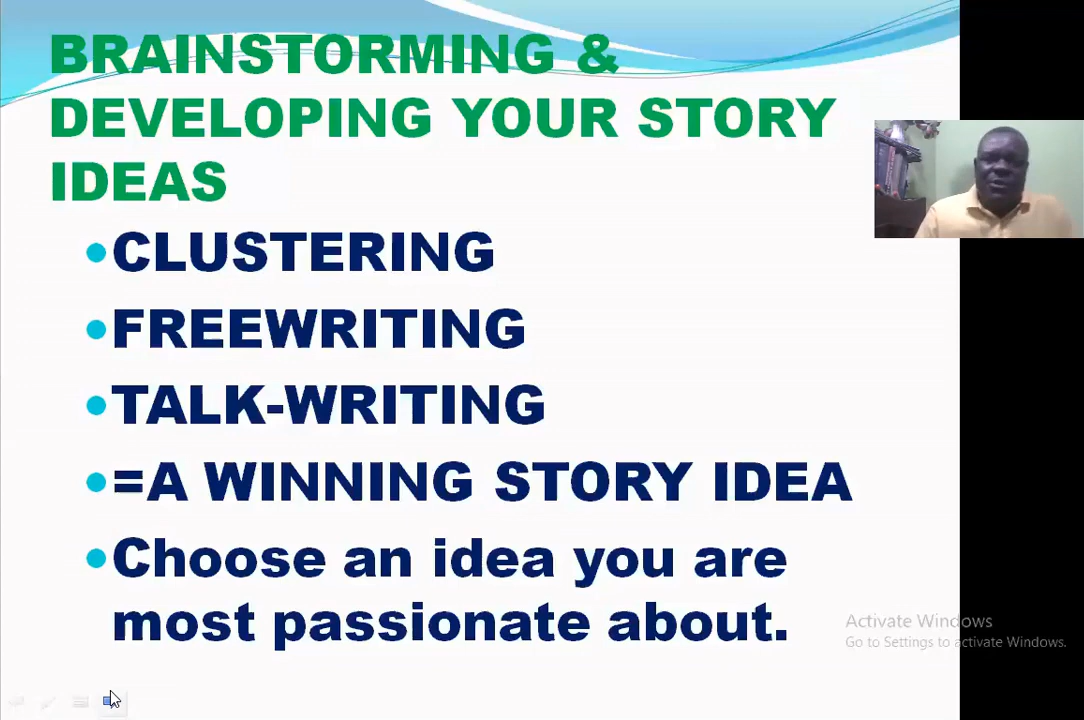 BRAINSTORMING &
DEVELOPING YOUR STORY
IDEAS
•CLUSTERING
•FREEWRITING
•TALK-WRITING
•=A WINNING STORY IDEA
•Choose an idea you are
most passionate about.
Activate Windows
Go to Settings to activate Windows.